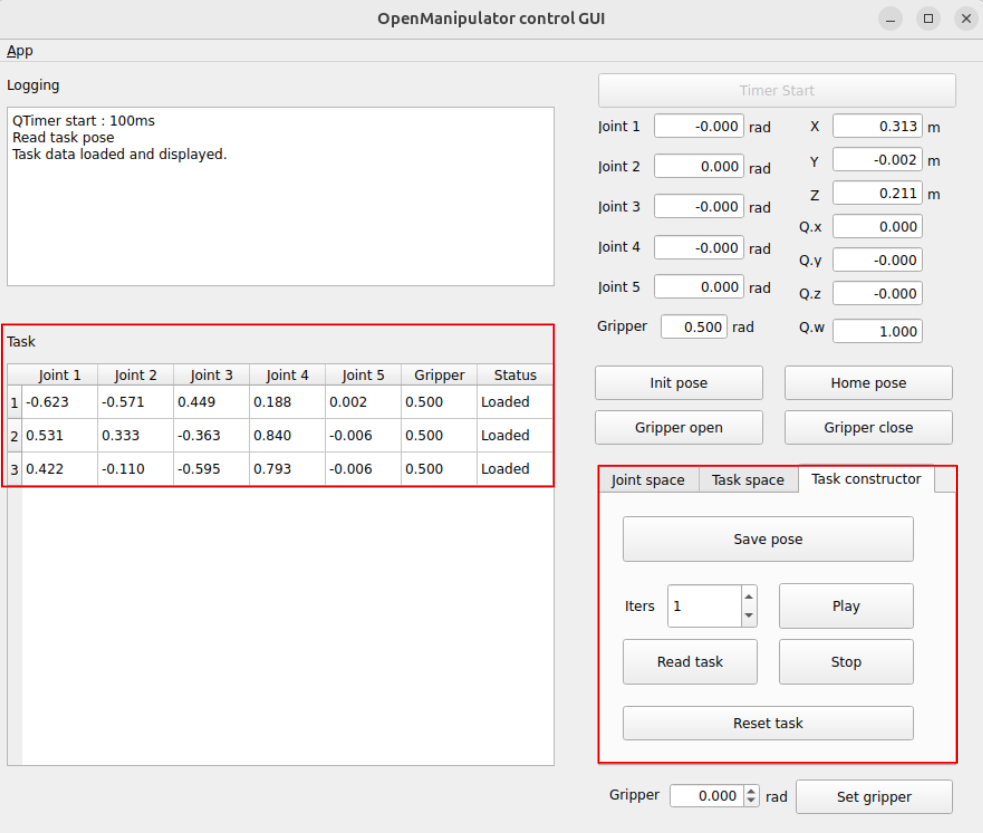 OpenManipulator control GUI
App
Logging
QTimer start : 100ms
Read task pose
Task data loaded and displayed.
Timer Start
Joint 1 -0.000 rad X 0.313 m
Joint 2 0.000 rad Y -0.002 m
Joint 3 -0.000 rad Z 0.211 m
Joint 4 -0.000 rad Q.x 0.000
Joint 5 0.000 rad Q.y -0.000
Q.z -0.000
Gripper 0.500 rad Q.w 1.000
Task
Joint 1 Joint 2 Joint 3 Joint 4 Joint 5 Gripper Status
1 -0.623 -0.571 0.449 0.188 0.002 0.500 Loaded
2 0.531 0.333 -0.363 0.840 -0.006 0.500 Loaded
3 0.422 -0.110 -0.595 0.793 -0.006 0.500 Loaded
Init pose Home pose
Gripper open Gripper close
Joint space Task space Task constructor
Save pose
Iters 1 Play
Read task Stop
Reset task
Gripper 0.000 rad Set gripper